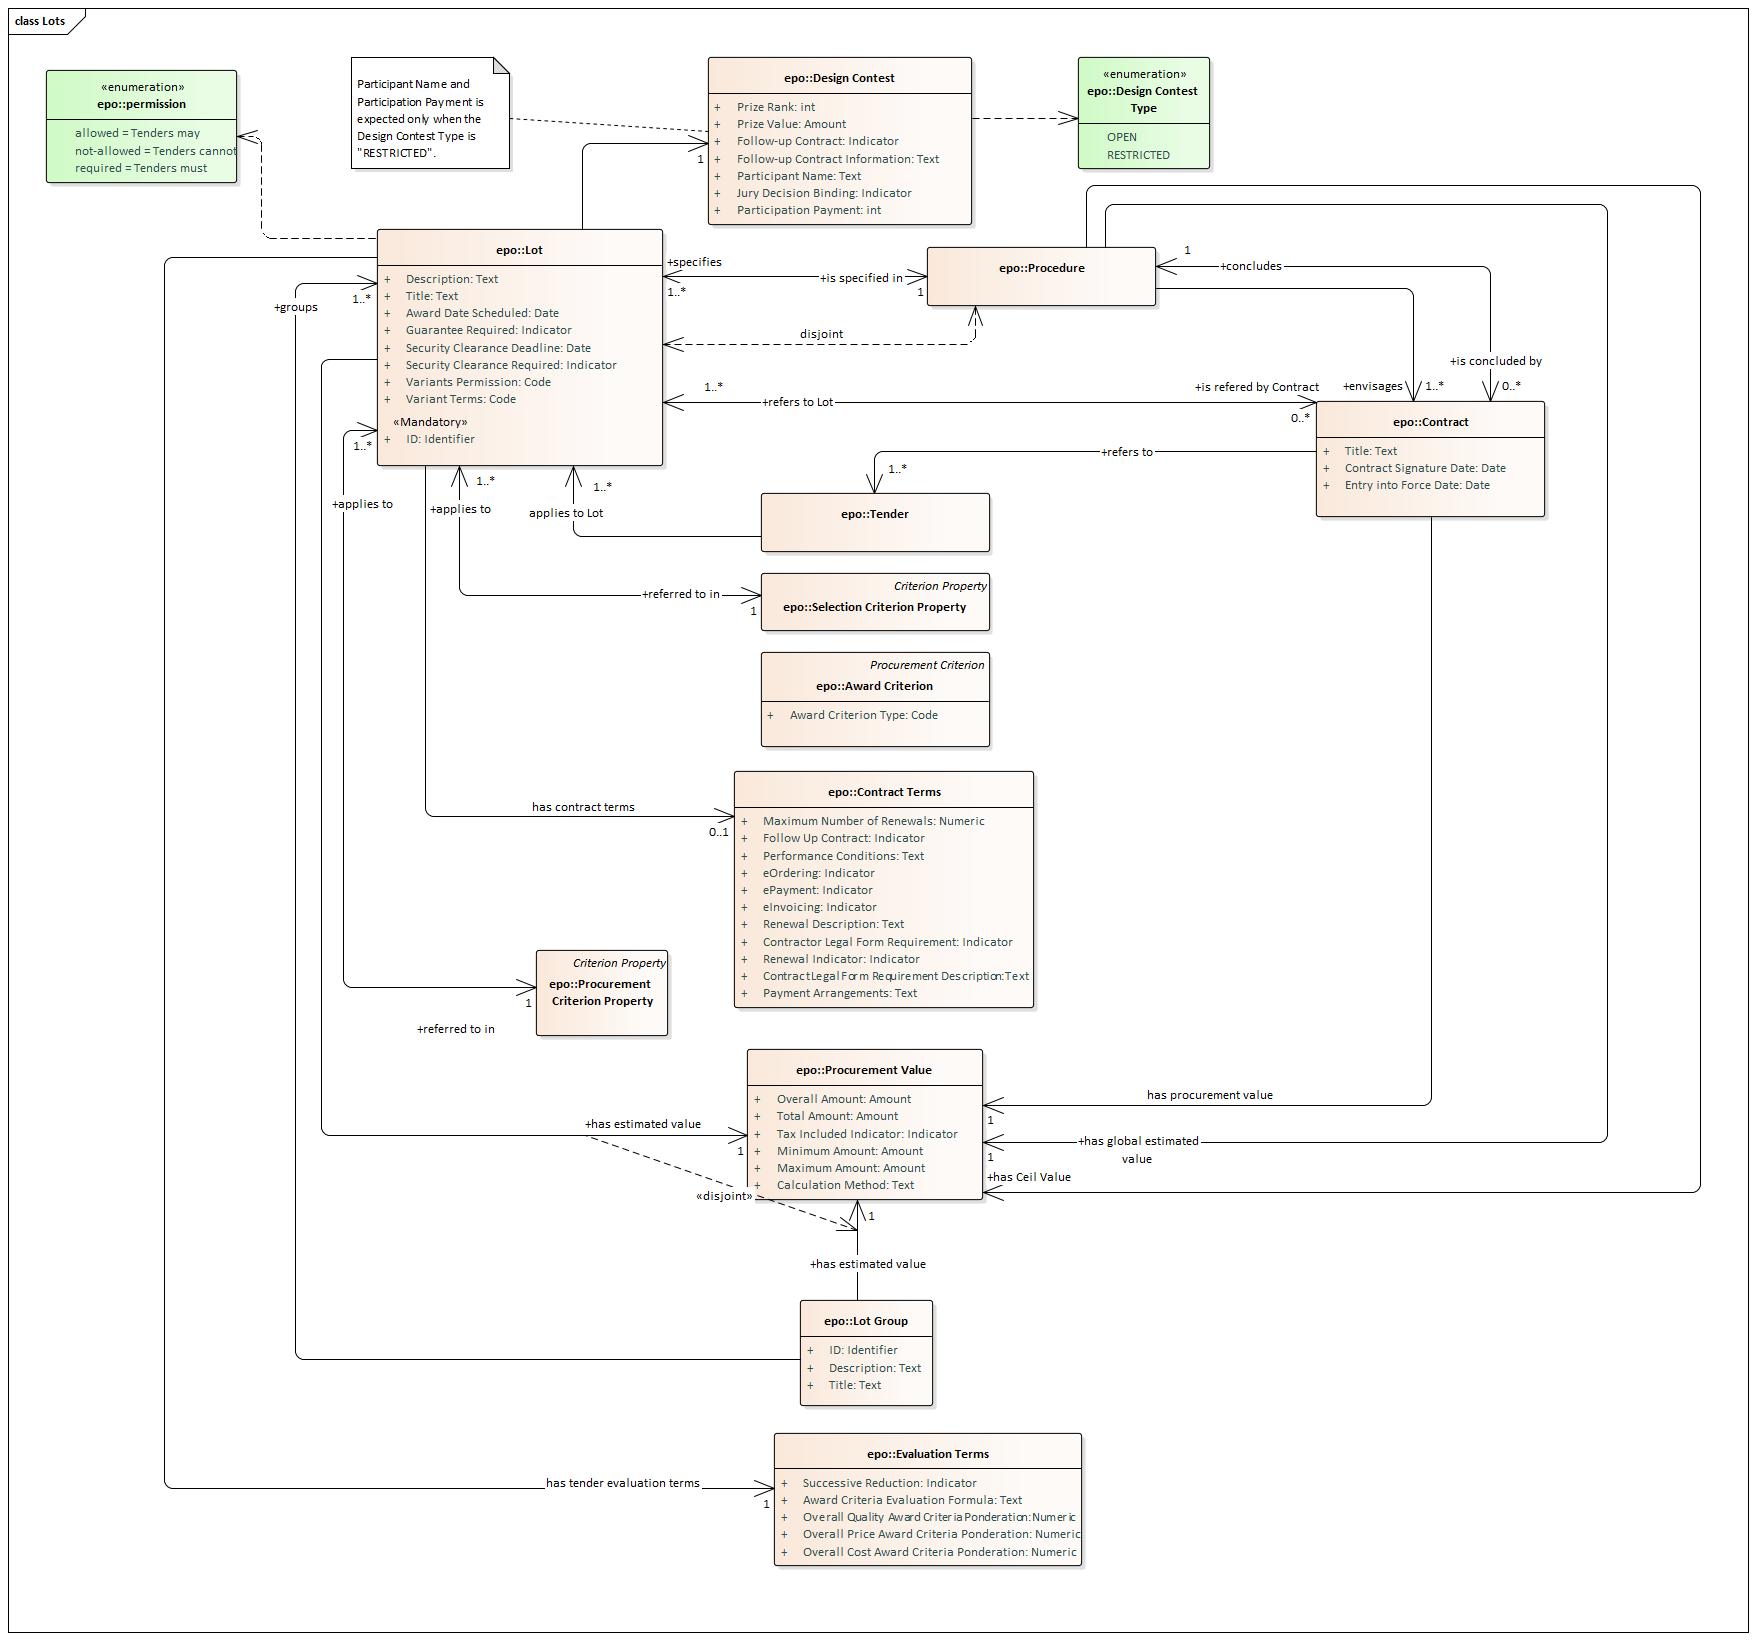 class Lots
«enumeration»
epo::permission
allowed = Tenders may
not-allowed = Tenders cannot
required = Tenders must
Participant Name and
Participation Payment is
expected only when the
Design Contest Type is
"RESTRICTED".
epo::Design Contest
+ Prize Rank: int
+ Prize Value: Amount
+ Follow-up Contract: Indicator
+ Follow-up Contract Information: Text
+ Participant Name: Text
+ Jury Decision Binding: Indicator
+ Participation Payment: int
1
«enumeration»
epo::Design Contest
Type
OPEN
RESTRICTED
epo::Lot
+ Description: Text
+ Title: Text
+ Award Date Scheduled: Date
+ Guarantee Required: Indicator
+ Security Clearance Deadline: Date
+ Security Clearance Required: Indicator
+ Variants Permission: Code
+ Variant Terms: Code
«Mandatory»
+ ID: Identifier
+specifies
1..*
+is specified in
1
epo::Procedure
1
+concludes
disjoint
+groups
1..*
+is concluded by
0..*
+envisages
1..*
1..*
+refers to Lot
+is refered by Contract
0..*
epo::Contract
+ Title: Text
+ Contract Signature Date: Date
+ Entry into Force Date: Date
+refers to
1..*
1..*
+applies to
1..*
+applies to
1..*
applies to Lot
epo::Tender
Criterion Property
epo::Selection Criterion Property
+referred to in
1
Procurement Criterion
epo::Award Criterion
+ Award Criterion Type: Code
has contract terms
0..1
epo::Contract Terms
+ Maximum Number of Renewals: Numeric
+ Follow Up Contract: Indicator
+ Performance Conditions: Text
+ eOrdering: Indicator
+ ePayment: Indicator
+ eInvoicing: Indicator
+ Renewal Description: Text
+ Contractor Legal Form Requirement: Indicator
+ Renewal Indicator: Indicator
+ Contract Legal Form Requirement Description: Text
+ Payment Arrangements: Text
Criterion Property
epo::Procurement
Criterion Property
1
+referred to in
epo::Procurement Value
+ Overall Amount: Amount
+ Total Amount: Amount
+ Tax Included Indicator: Indicator
+ Minimum Amount: Amount
+ Maximum Amount: Amount
+ Calculation Method: Text
has procurement value
1
+has estimated value
1
+has global estimated
value
1
+has Ceil Value
«disjoint»
1
+has estimated value
epo::Lot Group
+ ID: Identifier
+ Description: Text
+ Title: Text
has tender evaluation terms
1
epo::Evaluation Terms
+ Successive Reduction: Indicator
+ Award Criteria Evaluation Formula: Text
+ Overall Quality Award Criteria Ponderation: Numeric
+ Overall Price Award Criteria Ponderation: Numeric
+ Overall Cost Award Criteria Ponderation: Numeric